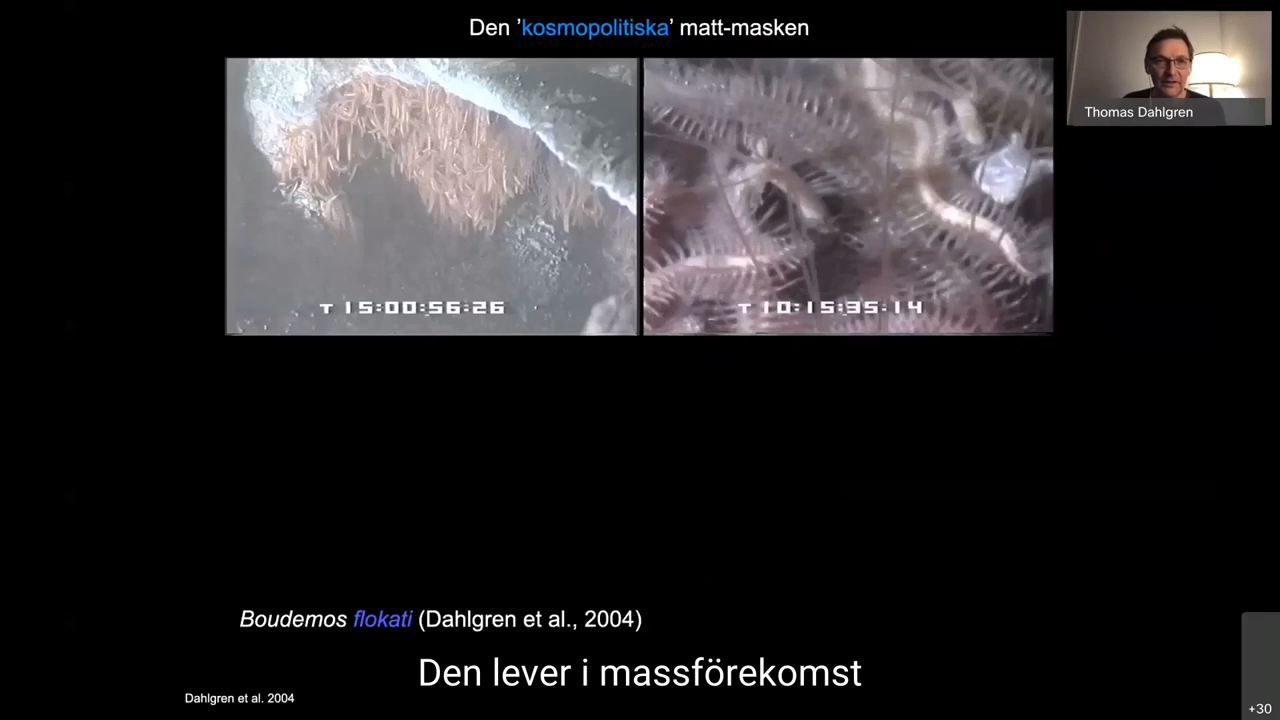 Den ’kosmopolitiska’ matt-masken
Thomas Dahlgren
T 15:00:56:26
T 10:15:35:14
Boudemos flokati (Dahlgren et al., 2004)
Den lever i massförekomst
Dahlgren et al. 2004
+30